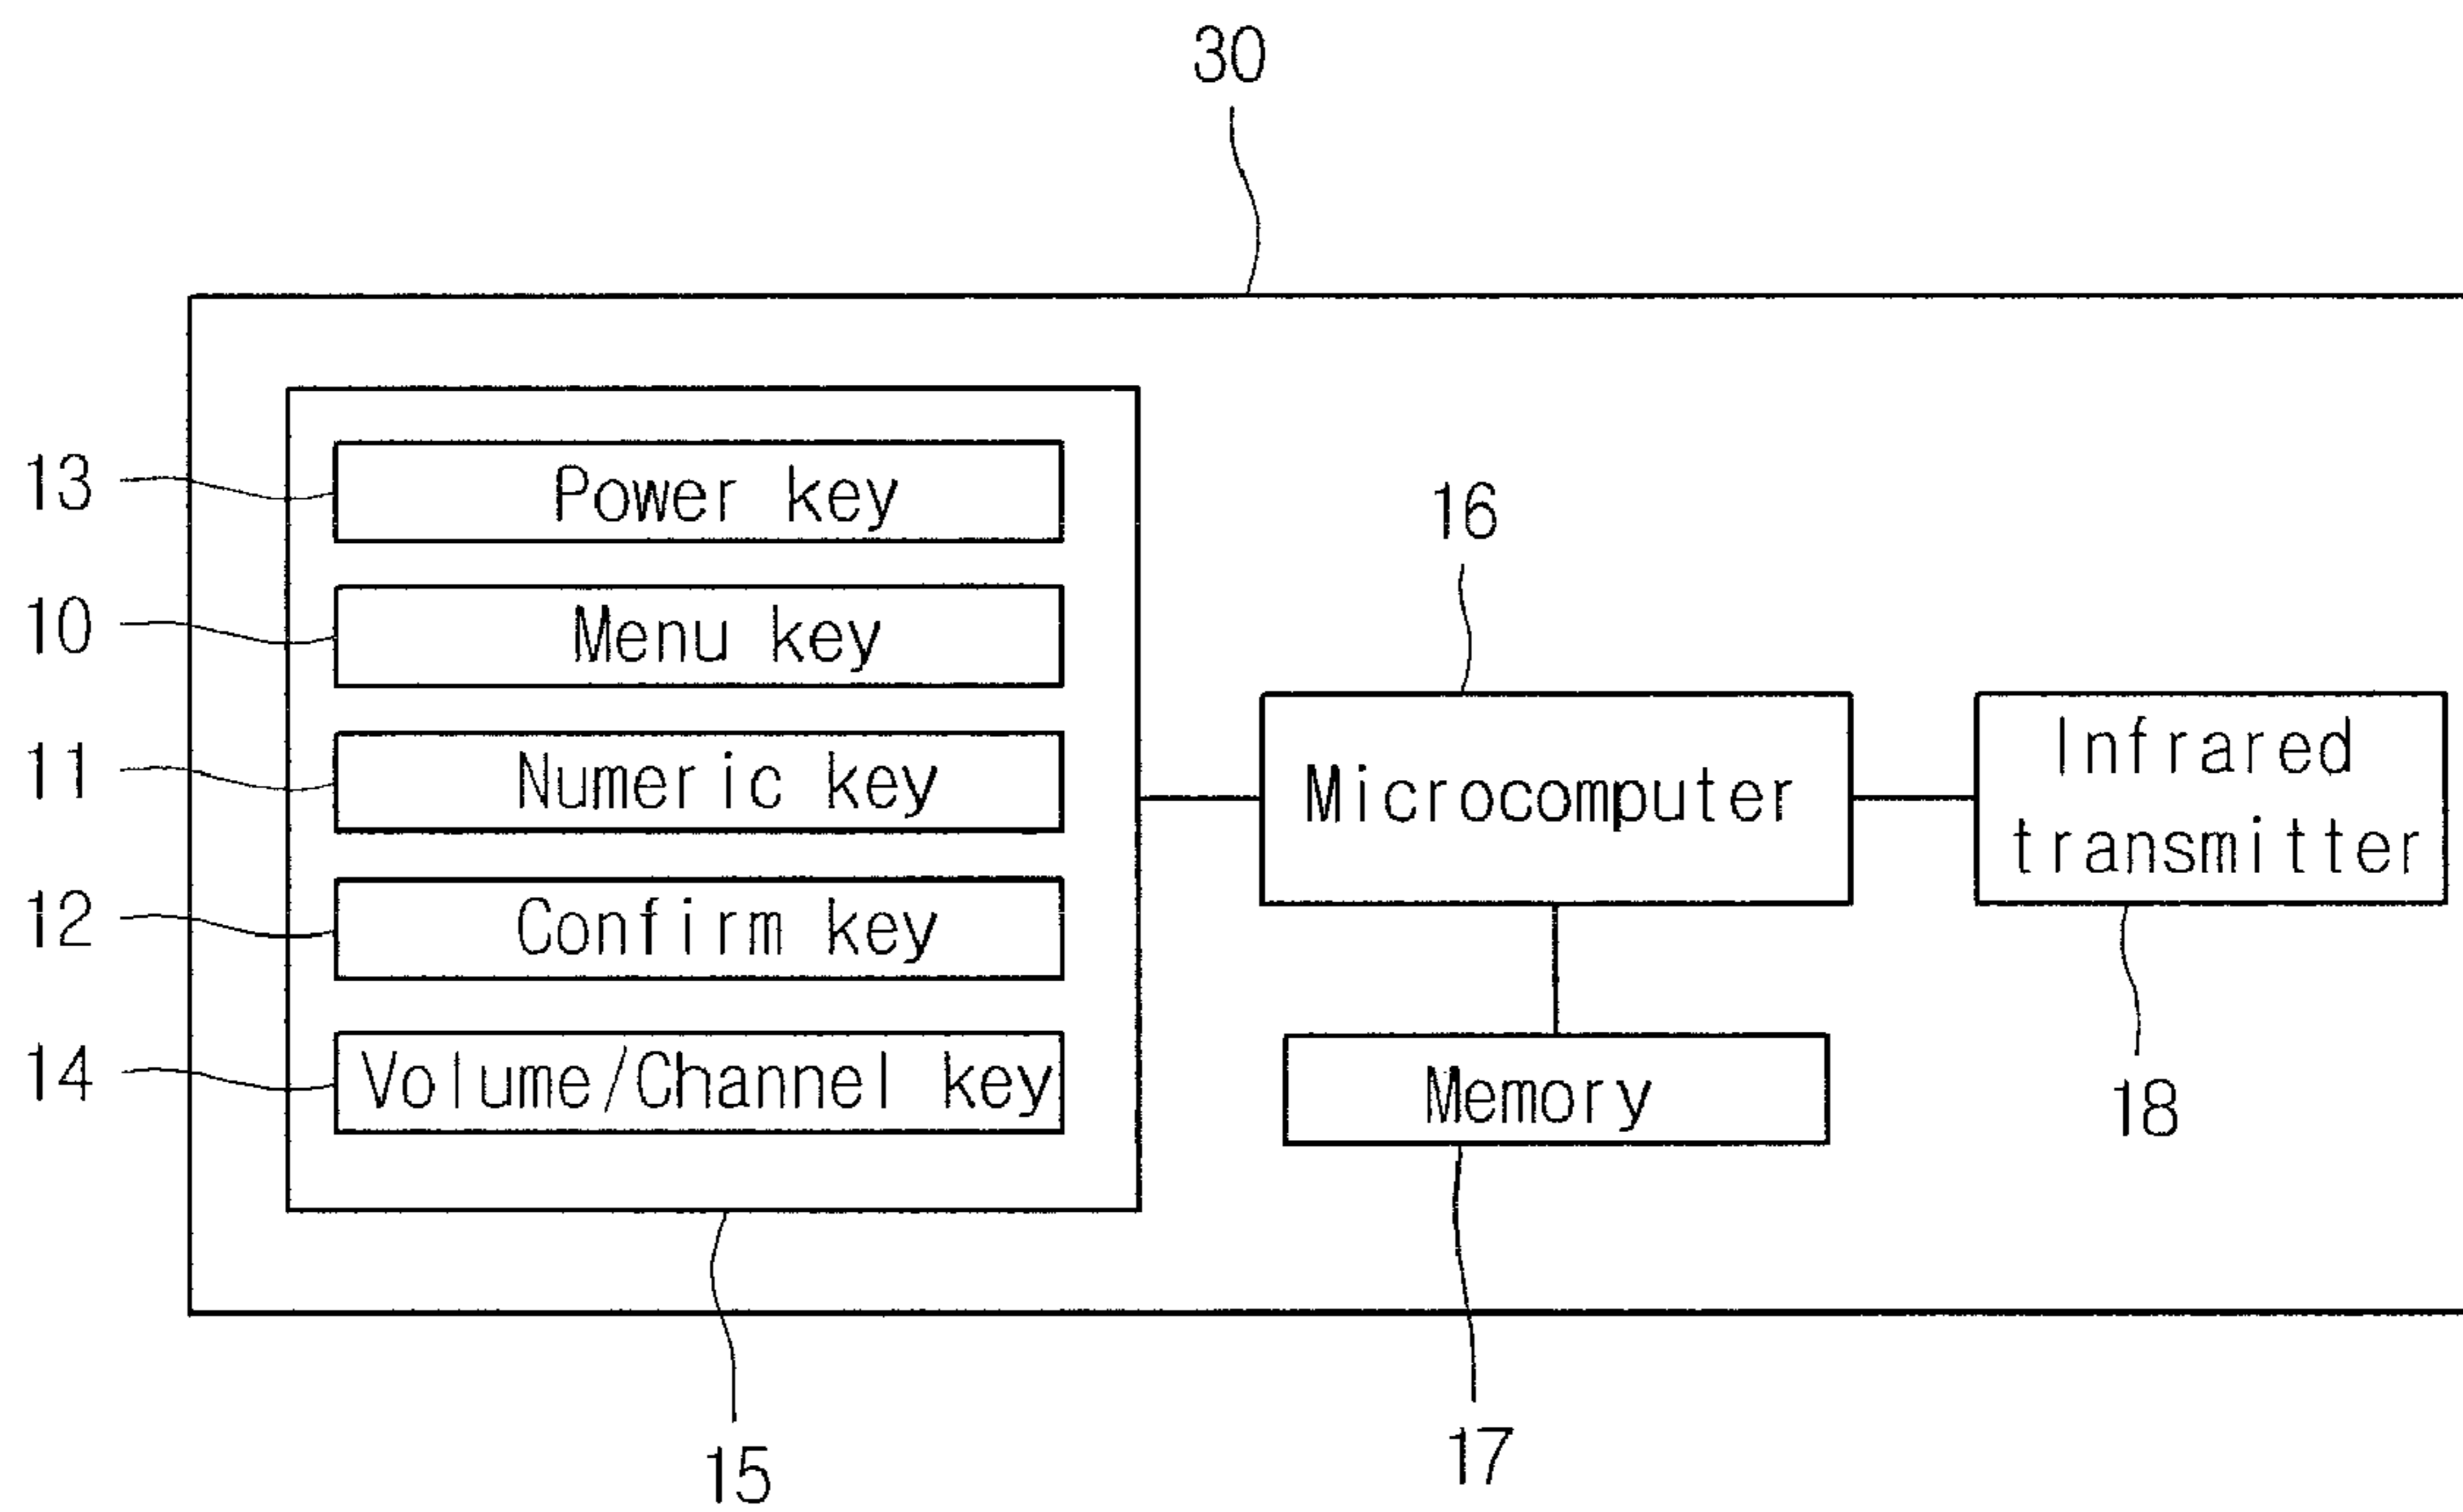 30
13
Power key
10
Menu key
11
Numeric key
12
Confirm key
14
Volume/Channel key
15
16
Microcomputer
Memory
17
Infrared
transmitter
18